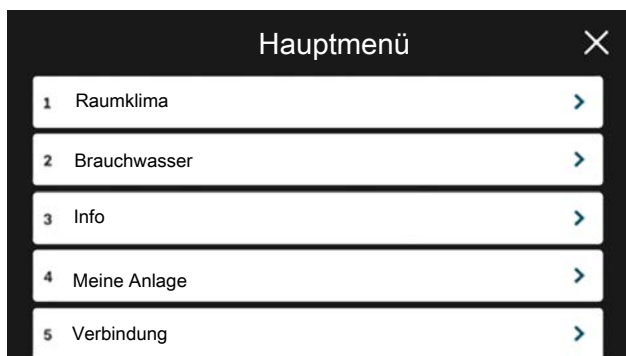 Hauptmenü
1 Raumklima
2 Brauchwasser
3 Info
4 Meine Anlage
5 Verbindung